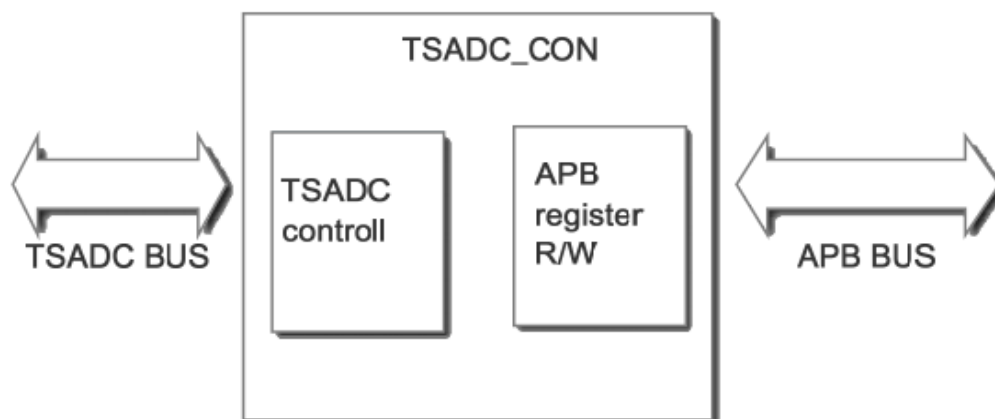 TSADC_CON
TSADC
controll
APB
register
R/W
TSADC BUS
APB BUS